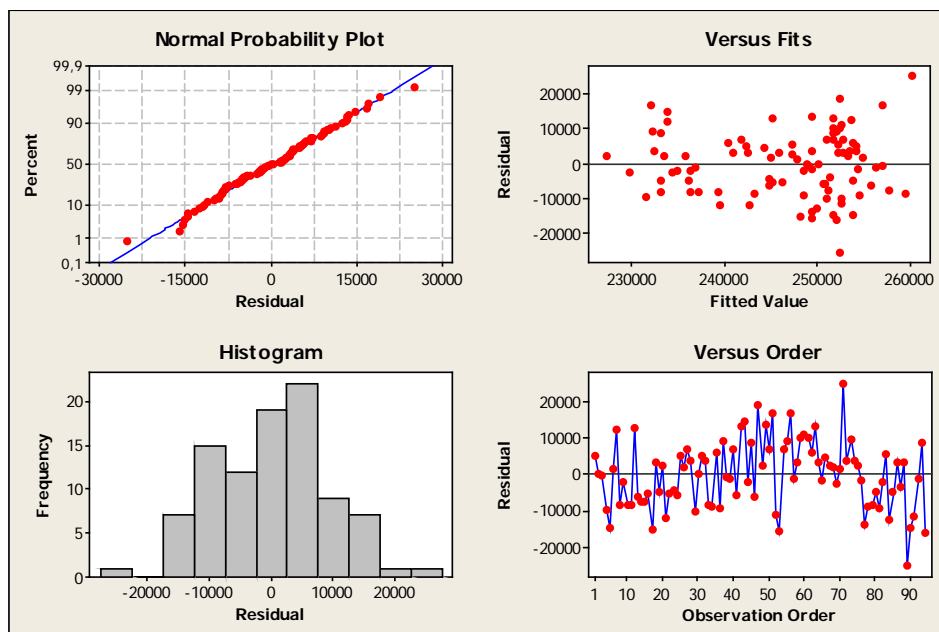 Normal Probability Plot
99,9
99
90
50
10
1
0,1
Percent
-30000 -15000 0 15000 30000
Residual
Versus Fits
20000
10000
0
-10000
-20000
Residual
230000 240000 250000 260000
Fitted Value
Histogram
20
15
10
5
0
Frequency
-20000 -10000 0 10000 20000
Residual
Versus Order
20000
10000
0
-10000
-20000
Residual
1 10 20 30 40 50 60 70 80 90
Observation Order